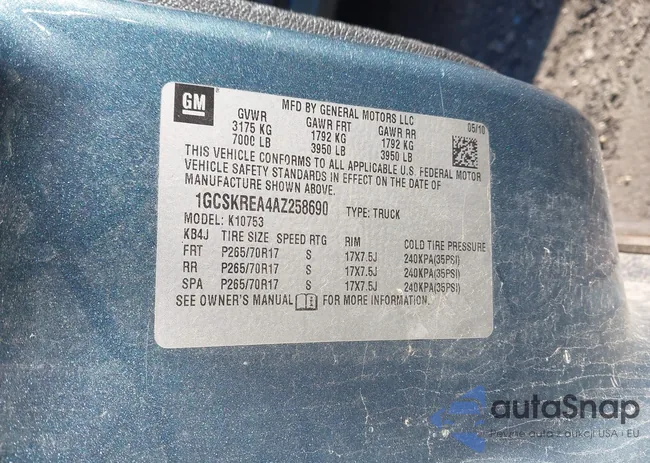 GM
MFD BY GENERAL MOTORS LLC
05/10
GVWR GAWR FRT GAWR RR
3175 KG 1792 KG 1792 KG
7000 LB 3950 LB 3950 LB
THIS VEHICLE CONFORMS TO ALL APPLICABLE U.S. FEDERAL MOTOR
VEHICLE SAFETY STANDARDS IN EFFECT ON THE DATE OF
MANUFACTURE SHOWN ABOVE.
1GCSKREA4AZ258690 TYPE: TRUCK
MODEL: K10753
KB4J TIRE SIZE SPEED RTG RIM COLD TIRE PRESSURE
FRT P265/70R17 S 17X7.5J 240KPA(35PSI)
RR P265/70R17 S 17X7.5J 240KPA(35PSI)
SPA P265/70R17 S 17X7.5J 240KPA(35PSI)
SEE OWNER'S MANUAL FOR MORE INFORMATION.
autaSnap
aukcji USA i EU